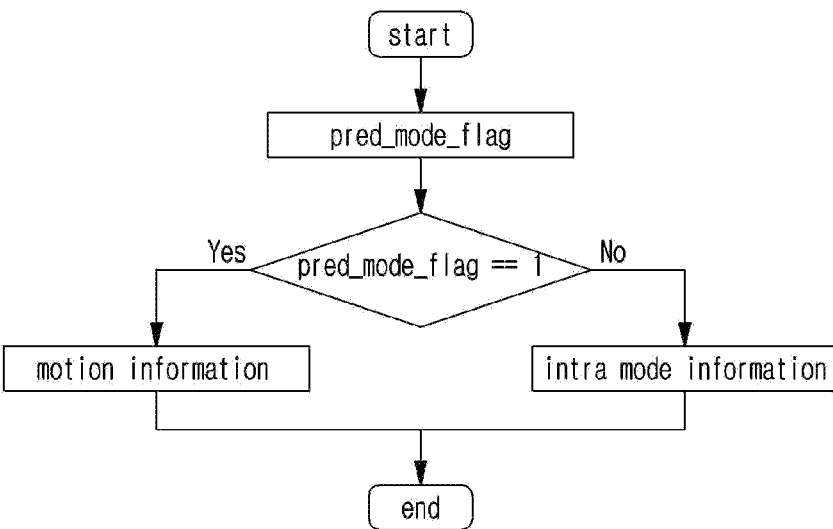 start
pred_mode_flag
pred_mode_flag == 1
Yes
No
motion information
intra mode information
end